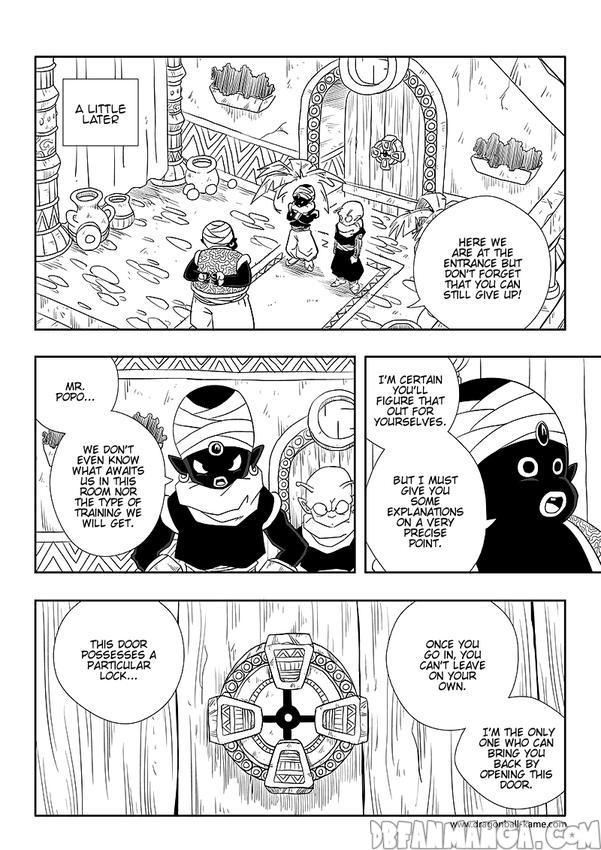 A LITTLE
LATER
HERE WE
ARE AT THE
ENTRANCE BUT
DON'T FORGET
THAT YOU CAN
STILL GIVE UP!
MR.
POPO...
WE DON'T
EVEN KNOW
WHAT AWAITS
US IN THIS
ROOM NOR
THE TYPE OF
TRAINING WE
WILL GET.
I'M CERTAIN
YOU'LL
FIGURE THAT
OUT FOR
YOURSELVES.
BUT I MUST
GIVE YOU
SOME
EXPLANATIONS
ON A VERY
PRECISE
POINT.
THIS DOOR
POSSESSES A
PARTICULAR
LOCK...
ONCE YOU
GO IN, YOU
CAN'T LEAVE
ON YOUR
OWN.
I'M THE ONLY
ONE WHO CAN
BRING YOU
BACK BY
OPENING THIS
DOOR.
www.dragonball-kame.com
DBFANMANGA.COM